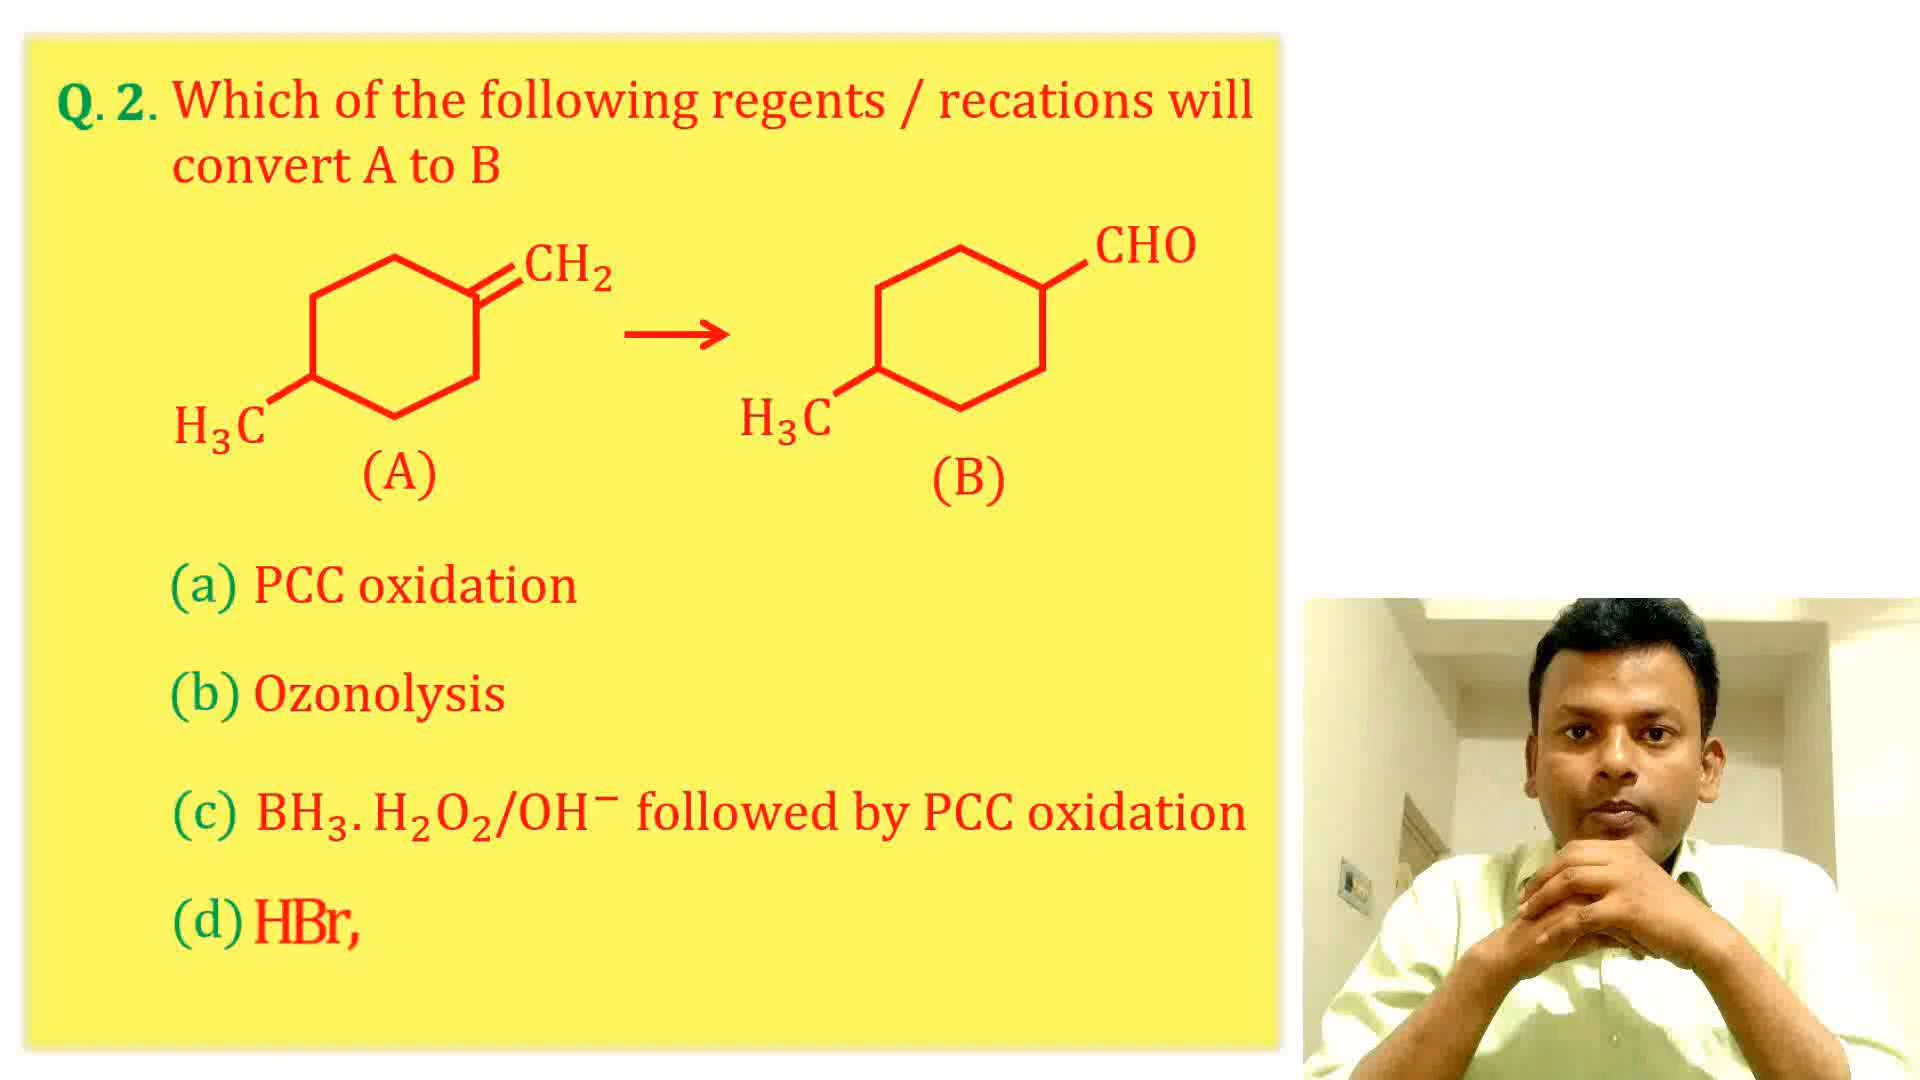 Q. 2. Which of the following regents / recations will
convert A to B
CH₂
CHO
H₃C
H₃C
(A)
(B)
(a) PCC oxidation
(b) Ozonolysis
(c) BH₃. H₂O₂/OH⁻ followed by PCC oxidation
(d) HBr,